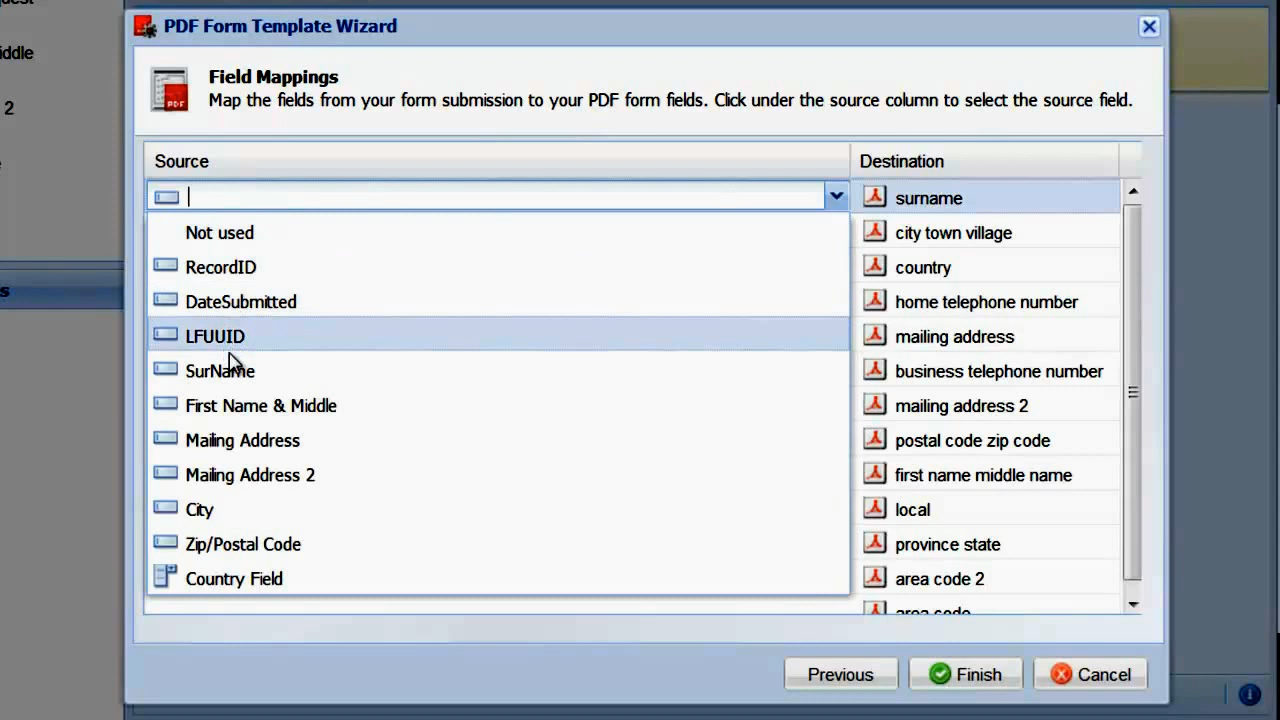 PDF Form Template Wizard
Field Mappings
Map the fields from your form submission to your PDF form fields. Click under the source column to select the source field.
iddle
2
s
Source
Destination
surname
Not used
city town village
RecordID
country
DateSubmitted
home telephone number
LFUUID
mailing address
SurName
business telephone number
First Name & Middle
mailing address 2
Mailing Address
postal code zip code
Mailing Address 2
first name middle name
City
local
Zip/Postal Code
province state
Country Field
area code 2
area code
Previous
Finish
Cancel